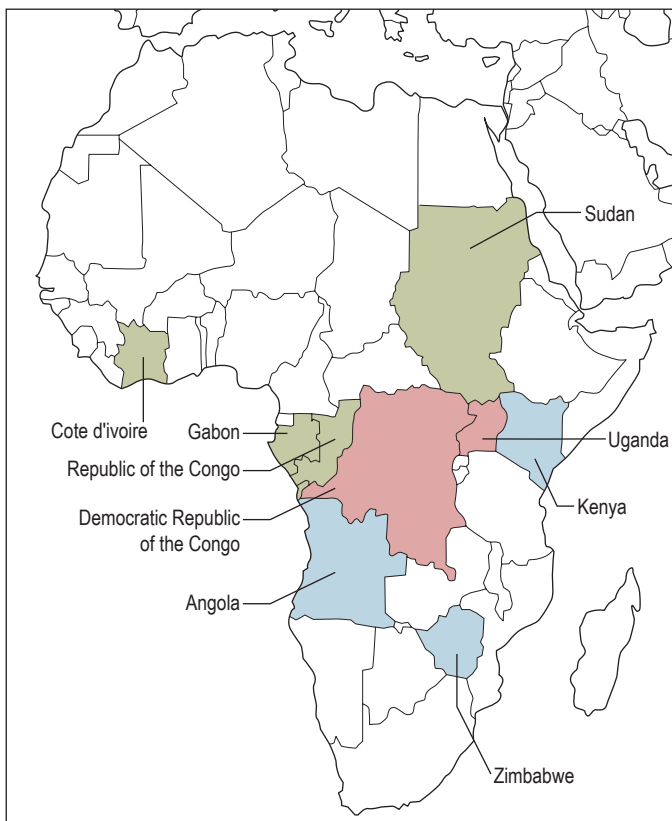 Sudan
Cote d'ivoire
Gabon
Uganda
Republic of the Congo
Kenya
Democratic Republic
of the Congo
Angola
Zimbabwe